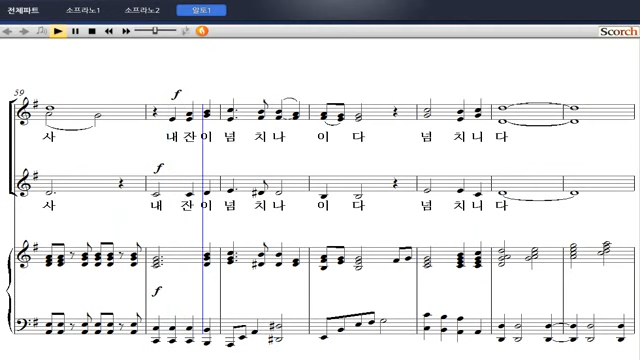 전체파트 소프라노1 소프라노2 알토1
Scorch
59
f
사 내 잔 이 넘 치 나 이 다 넘 치 니 다
f
사 내 잔 이 넘 치 나 이 다 넘 치 니 다
f